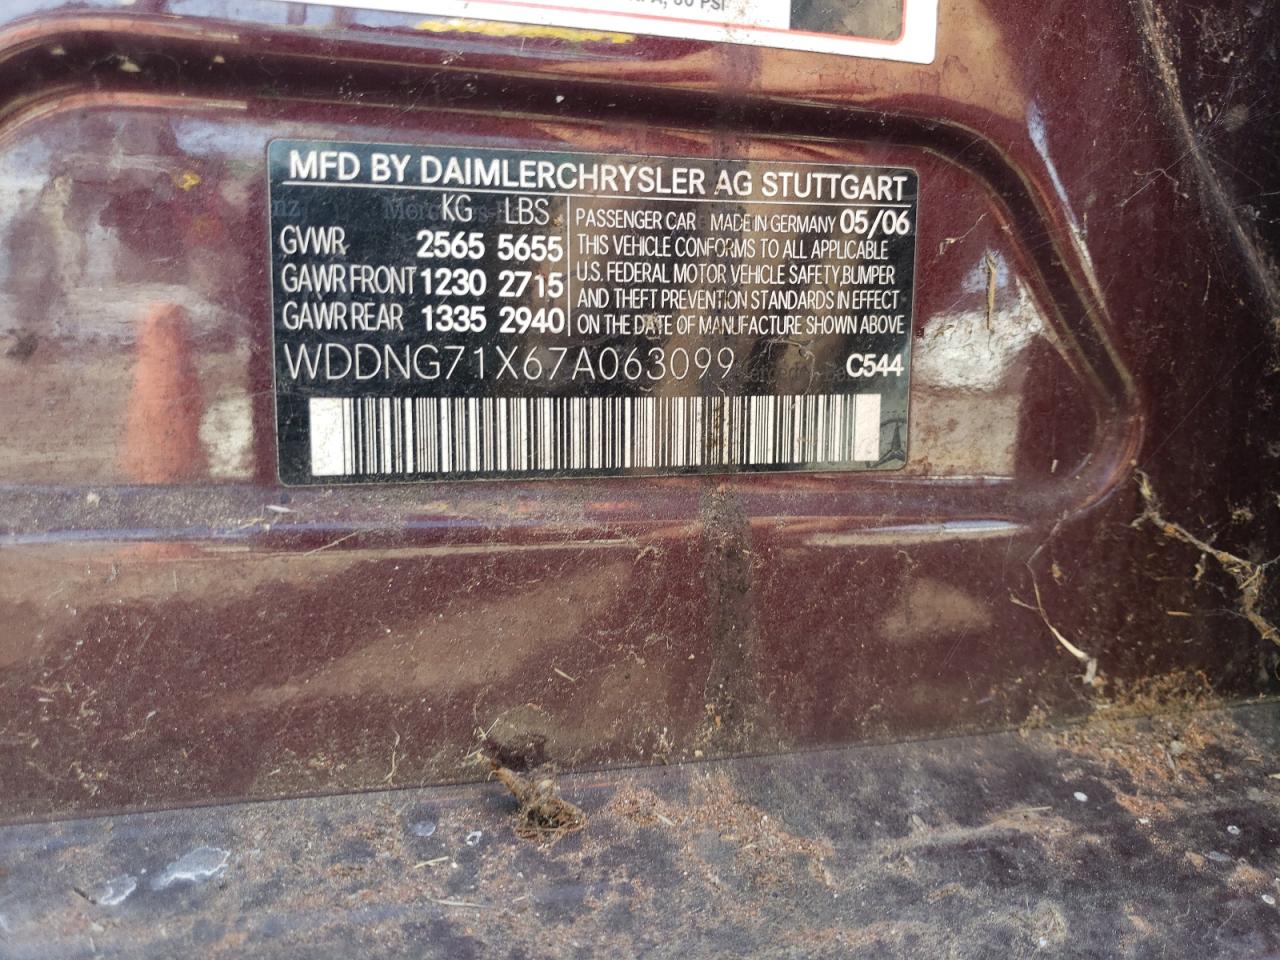 60 PSI
MFD BY DAIMLERCHRYSLER AG STUTTGART
KG LBS
GVWR 2565 5655
GAWR FRONT 1230 2715
GAWR REAR 1335 2940
PASSENGER CAR MADE IN GERMANY 05/06
THIS VEHICLE CONFORMS TO ALL APPLICABLE
U.S. FEDERAL MOTOR VEHICLE SAFETY, BUMPER
AND THEFT PREVENTION STANDARDS IN EFFECT
ON THE DATE OF MANUFACTURE SHOWN ABOVE
WDDNG71X67A063099 C544